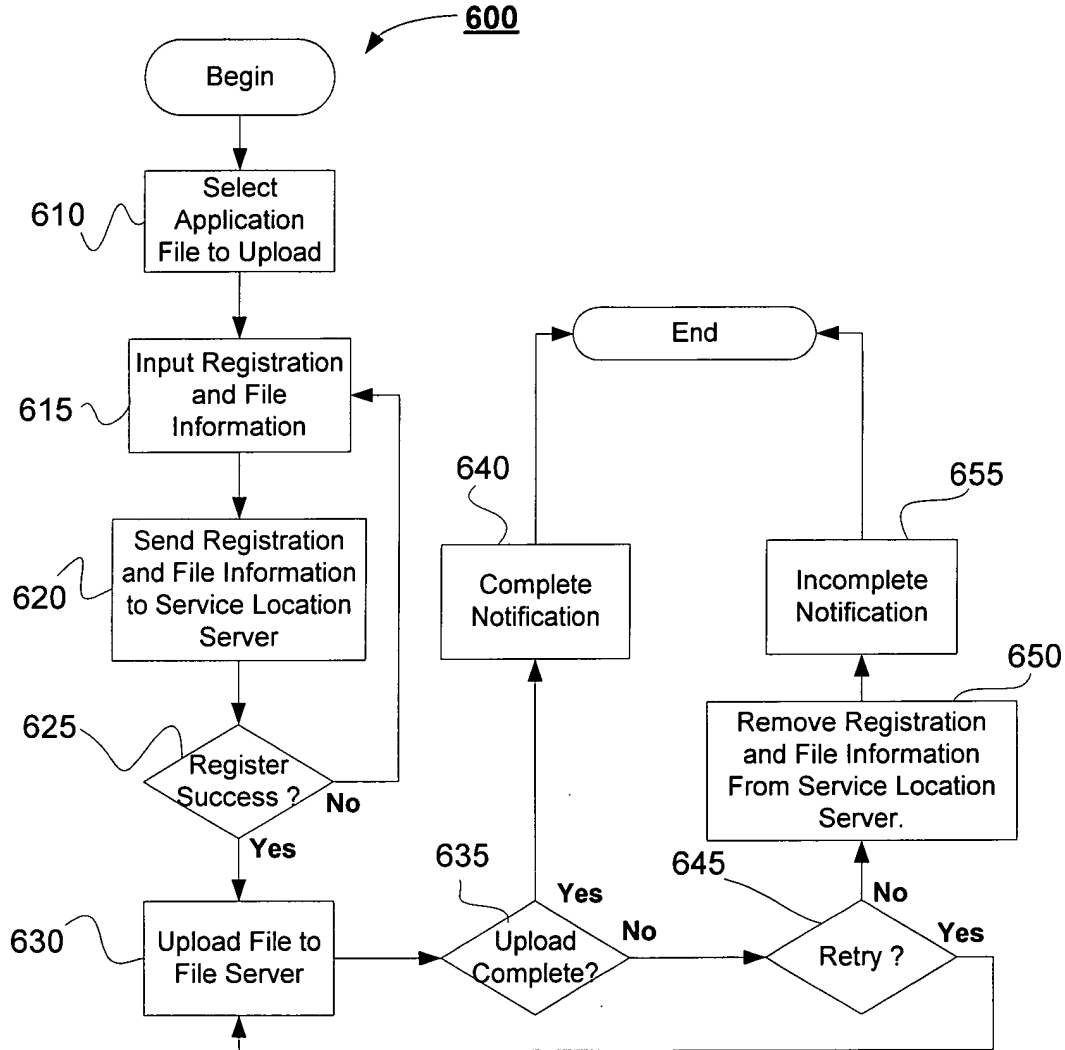 600
Begin
610
Select
Application
File to Upload
615
Input Registration
and File
Information
620
Send Registration
and File Information
to Service Location
Server
625
Register
Success ?
No
Yes
630
Upload File to
File Server
635
Upload
Complete?
Yes
No
640
Complete
Notification
End
645
Retry ?
No
Yes
650
Remove Registration
and File Information
From Service Location
Server.
655
Incomplete
Notification